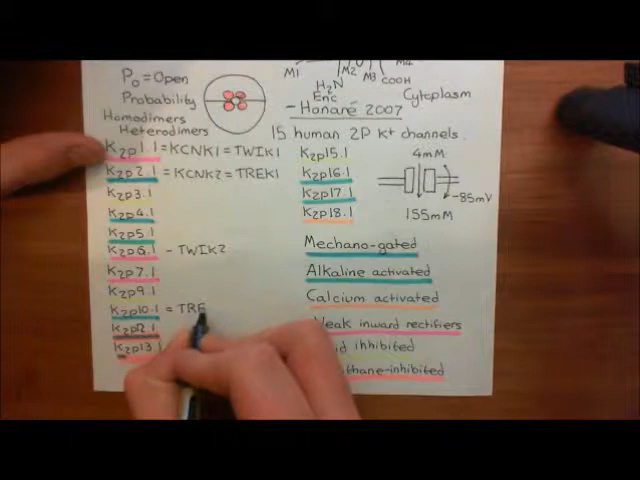 M1
M2
M3
M4
COOH
H₂N
P₀ = Open
Probability
Enc
Cytoplasm
- Honaré 2007
Homodimers
Heterodimers
15 human 2P K+ channels
K₂p1.1 = KCNK1 = TWIK1
K₂p2.1 = KCNK2 = TREK1
K₂p3.1
K₂p4.1
K₂p5.1
K₂p6.1 - TWIK2
K₂p7.1
K₂p9.1
K₂p10.1 = TRE
K₂p12.1
K₂p13.1
K₂p15.1
K₂p16.1
K₂p17.1
K₂p18.1
4mM
-85mV
155mM
Mechano-gated
Alkaline activated
Calcium activated
Weak inward rectifiers
inhibited
-inhibited